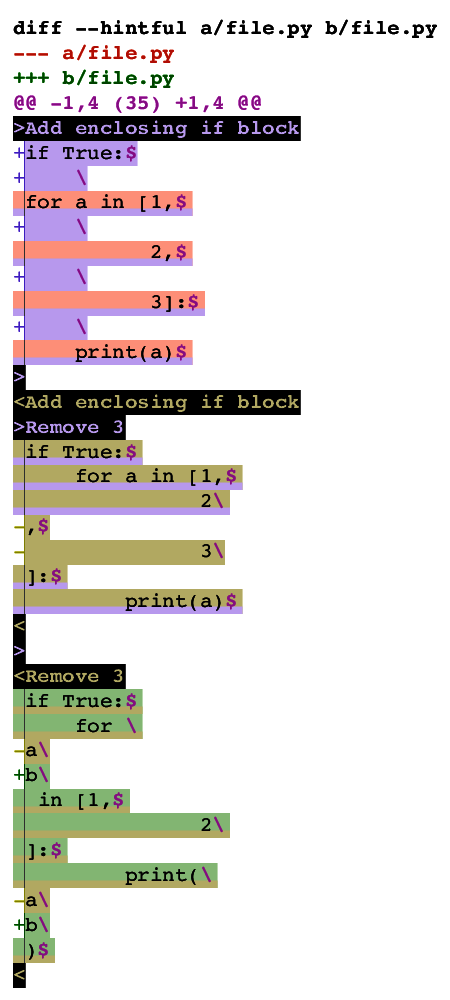 diff --hintful a/file.py b/file.py
--- a/file.py
+++ b/file.py
@@ -1,4 (35) +1,4 @@
>Add enclosing if block
+if True:$
+    \
 for a in [1,$
+    \
           2,$
+    \
           3]:$
+    \
     print(a)$
>
<Add enclosing if block
>Remove 3
 if True:$
     for a in [1,$
               2\
-,$
-              3\
 ]:$
         print(a)$
<
>
<Remove 3
 if True:$
     for \
-a\
+b\
  in [1,$
               2\
 ]:$
         print(\
-a\
+b\
 )$
<